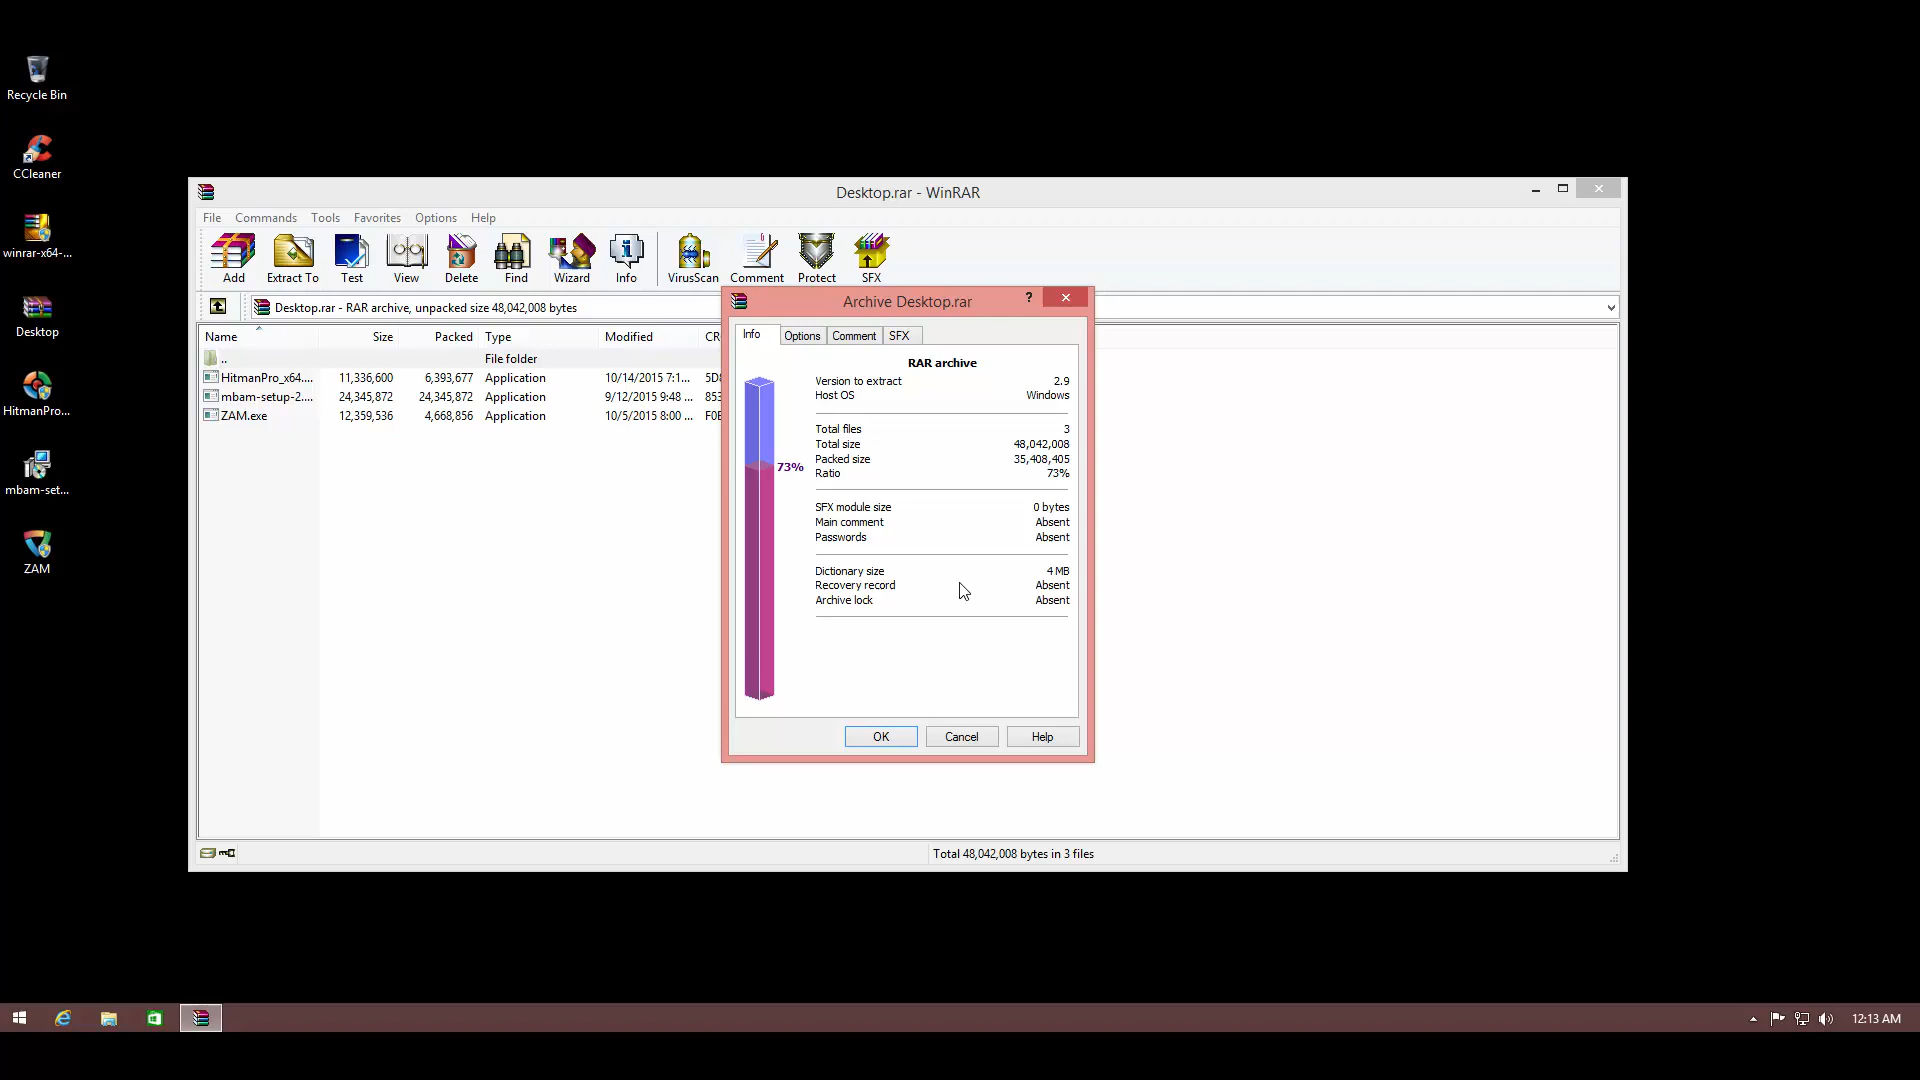 Recycle Bin
CCleaner
winrar-x64-...
Desktop
HitmanPro...
mbam-set...
ZAM
Desktop.rar - WinRAR
File Commands Tools Favorites Options Help
Add Extract To Test View Delete Find Wizard Info VirusScan Comment Protect SFX
Desktop.rar - RAR archive, unpacked size 48,042,008 bytes
Name Size Packed Type Modified CR
.. File folder
HitmanPro_x64.... 11,336,600 6,393,677 Application 10/14/2015 7:1... 5D8
mbam-setup-2.... 24,345,872 24,345,872 Application 9/12/2015 9:48 ... 853
ZAM.exe 12,359,536 4,668,856 Application 10/5/2015 8:00 ... F0E
Archive Desktop.rar
?
Info Options Comment SFX
RAR archive
Version to extract 2.9
Host OS Windows
Total files 3
Total size 48,042,008
Packed size 35,408,405
73%
Ratio 73%
SFX module size 0 bytes
Main comment Absent
Passwords Absent
Dictionary size 4 MB
Recovery record Absent
Archive lock Absent
OK Cancel Help
Total 48,042,008 bytes in 3 files
12:13 AM